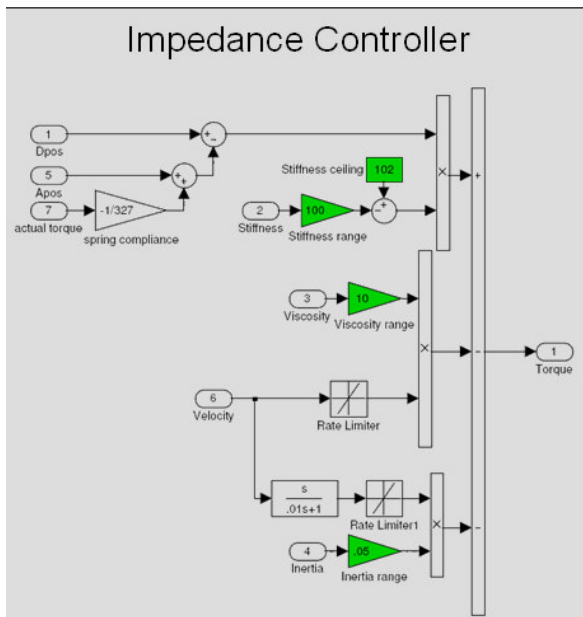 Impedance Controller
1
Dpos
+
-
5
Apos
+
+
7
actual torque
-1/327
spring compliance
Stiffness ceiling
102
2
Stiffness
100
Stiffness range
-
+
×
+
3
Viscosity
10
Viscosity range
×
-
1
Torque
6
Velocity
Rate Limiter
s
.01s+1
Rate Limiter1
4
Inertia
.05
Inertia range
×
-